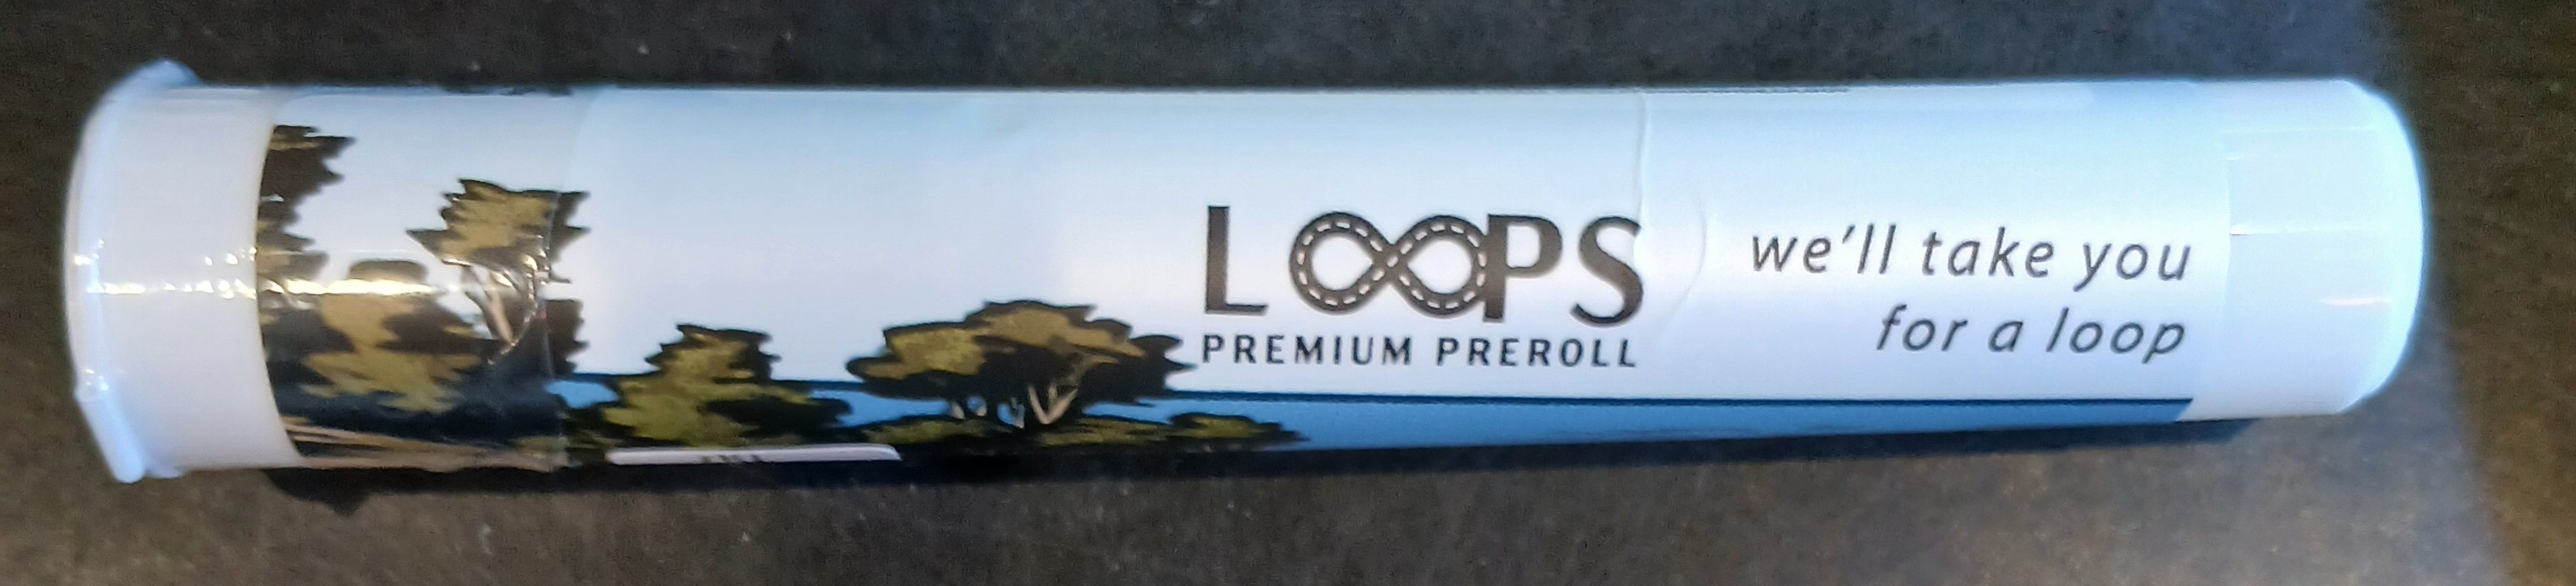 LOOPS
PREMIUM PREROLL
we'll take you
for a loop